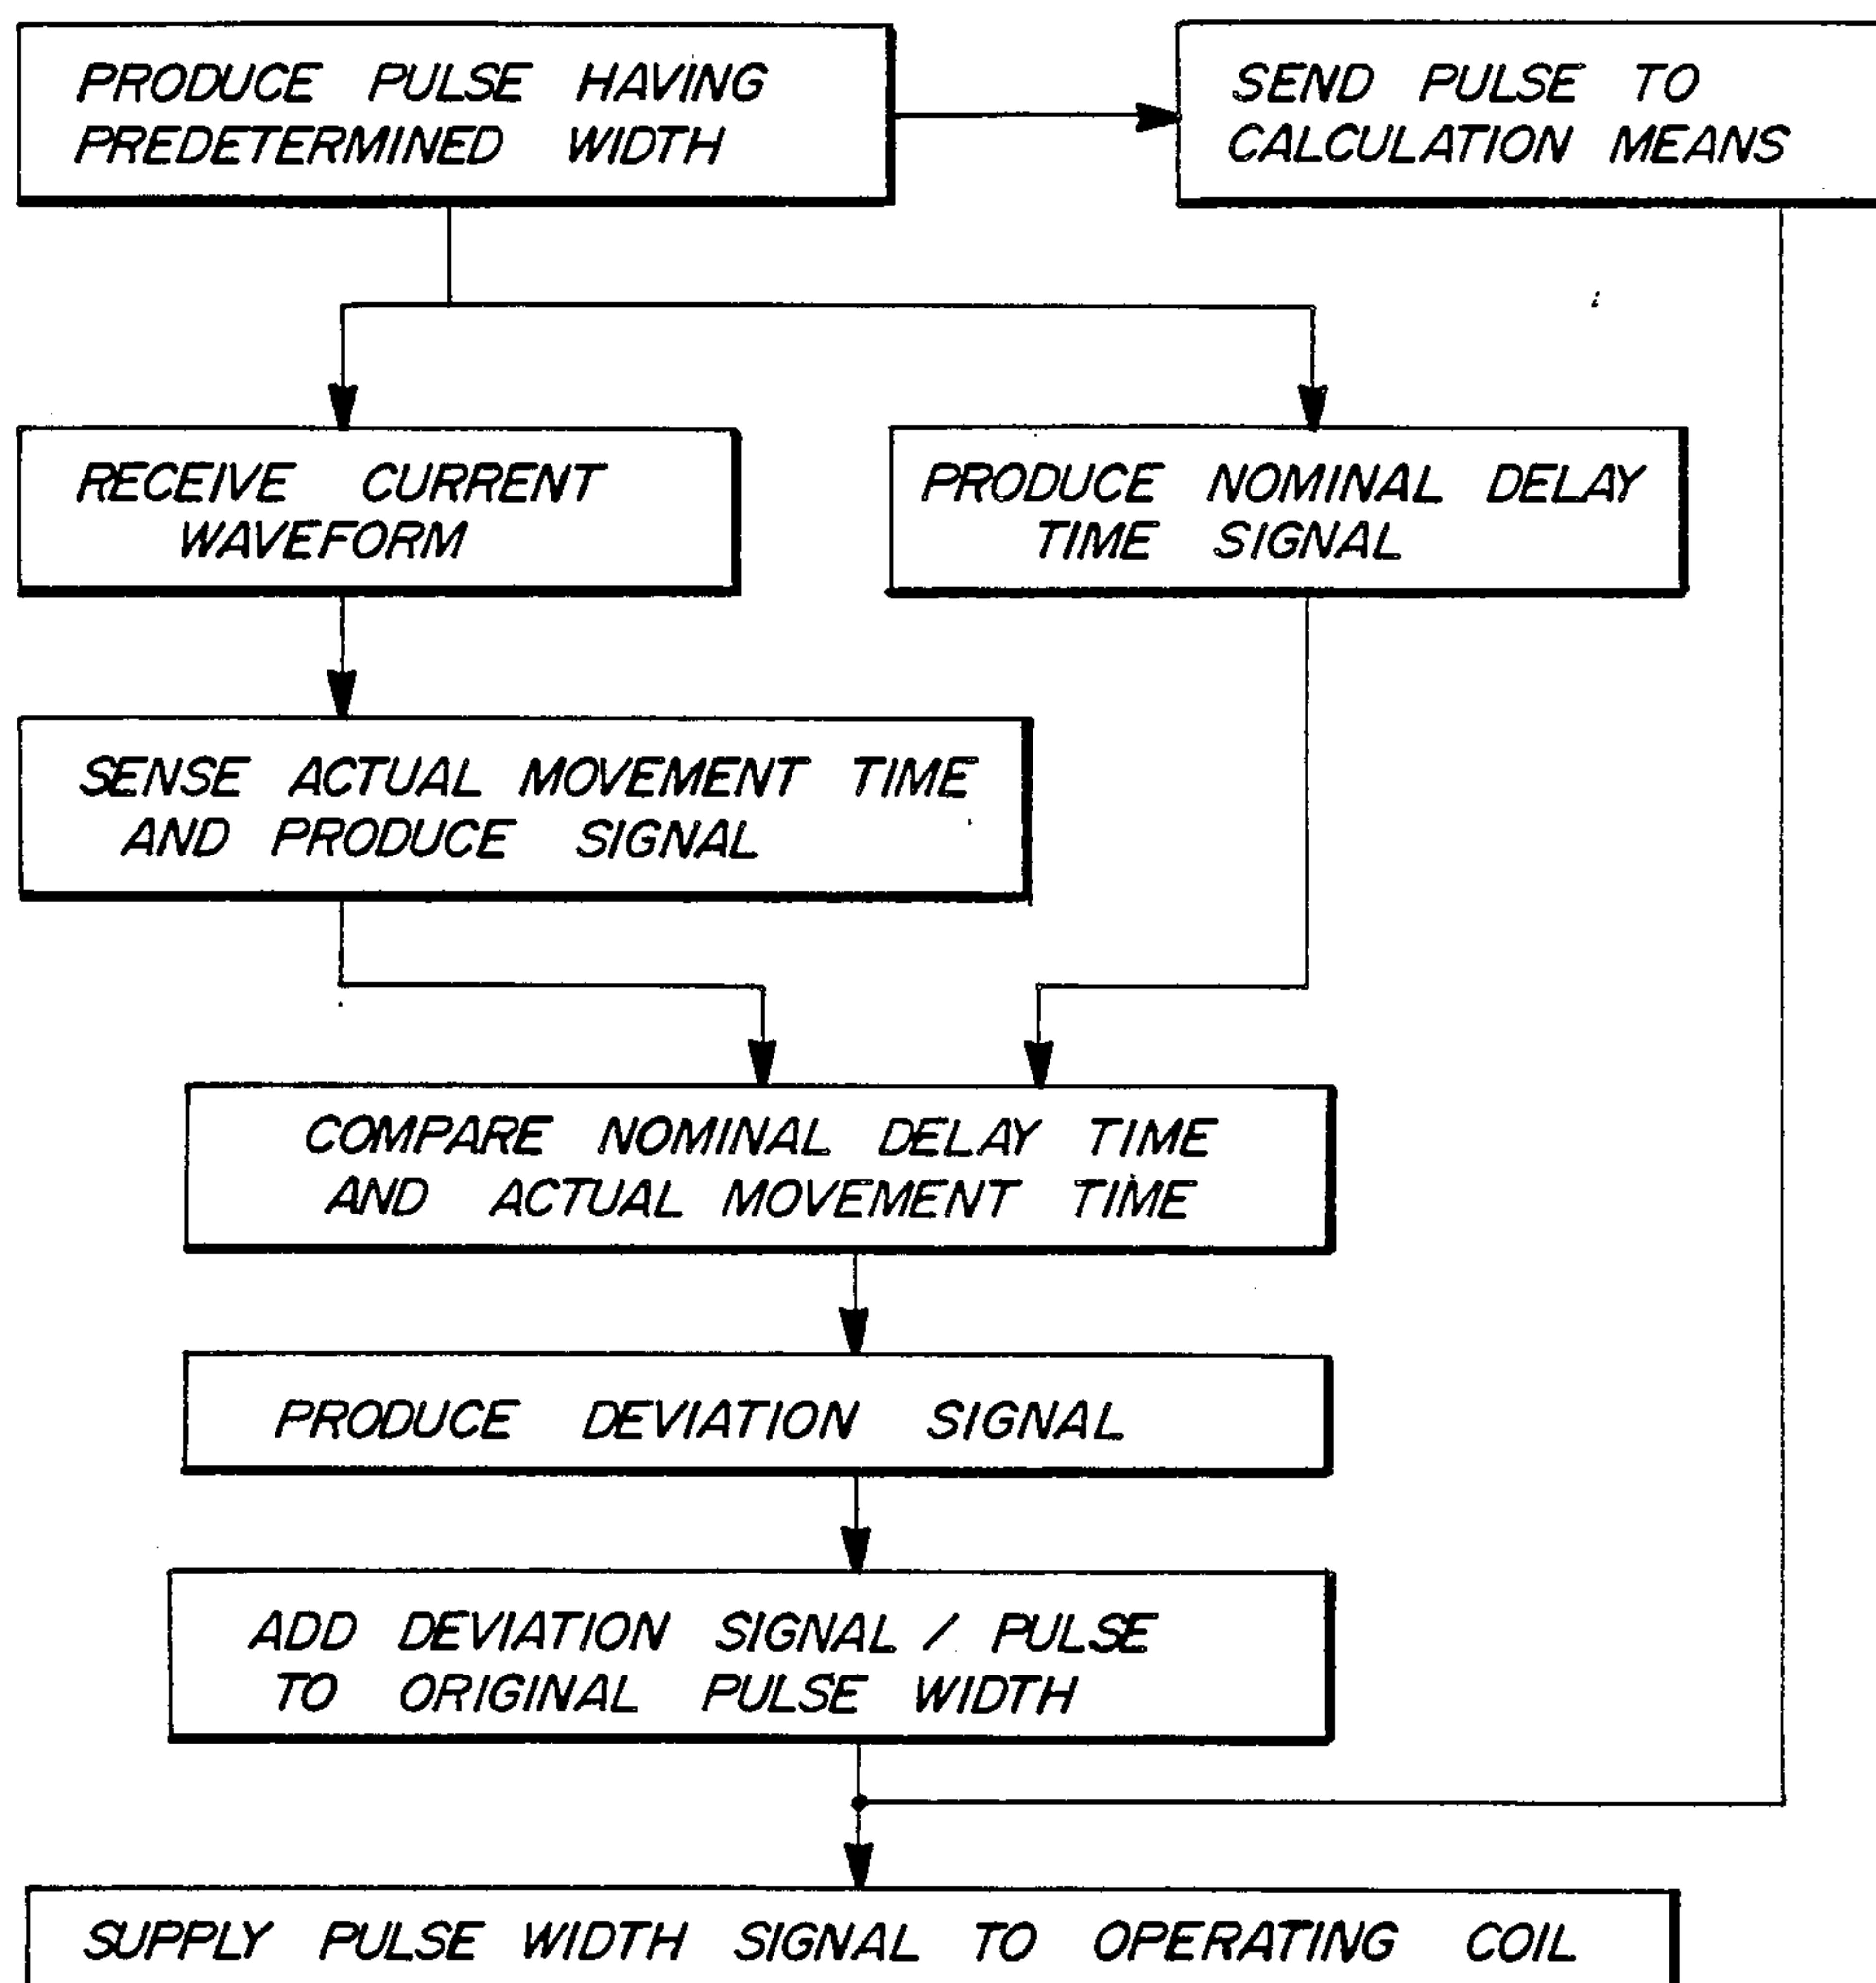 PRODUCE PULSE HAVING
PREDETERMINED WIDTH
SEND PULSE TO
CALCULATION MEANS
RECEIVE CURRENT
WAVEFORM
PRODUCE NOMINAL DELAY
TIME SIGNAL
SENSE ACTUAL MOVEMENT TIME
AND PRODUCE SIGNAL
COMPARE NOMINAL DELAY TIME
AND ACTUAL MOVEMENT TIME
PRODUCE DEVIATION SIGNAL
ADD DEVIATION SIGNAL / PULSE
TO ORIGINAL PULSE WIDTH
SUPPLY PULSE WIDTH SIGNAL TO OPERATING COIL